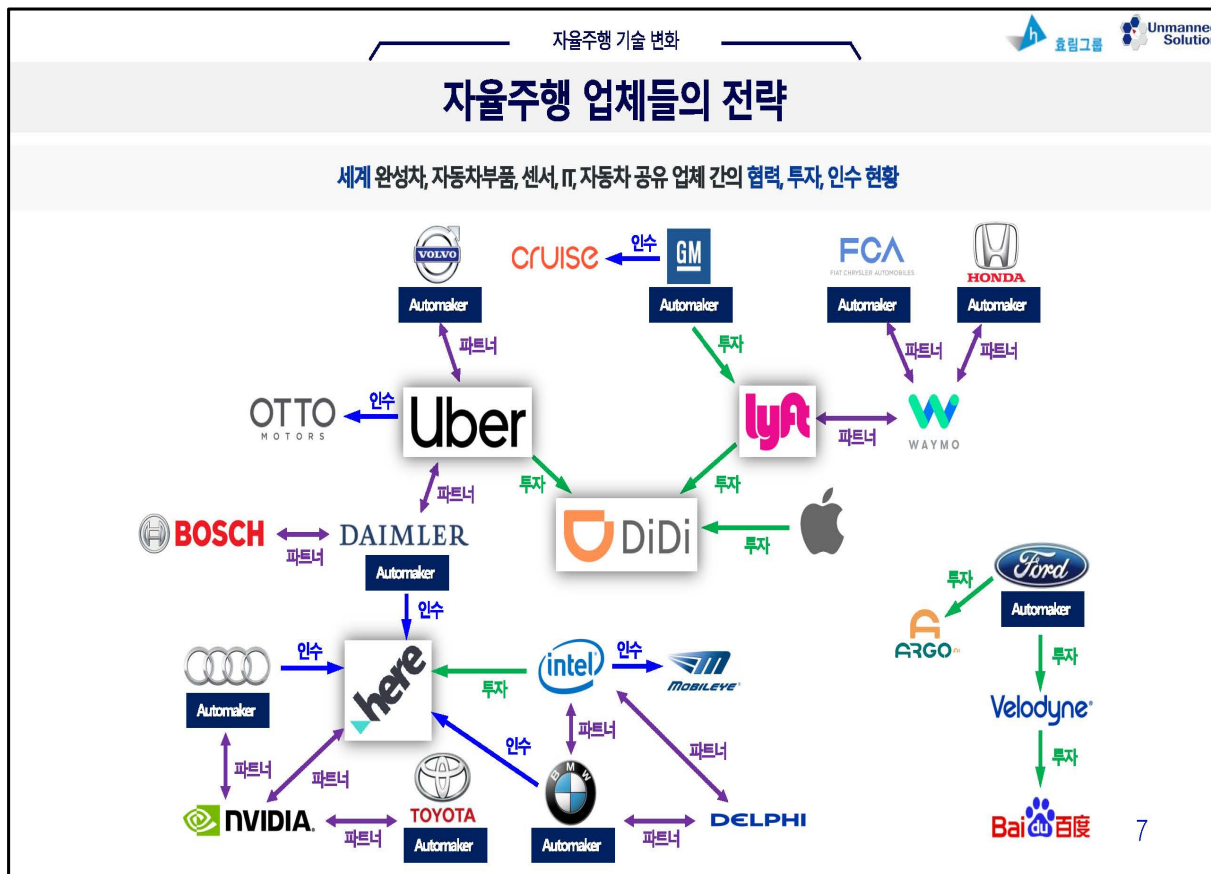 자율주행 기술 변화
h 효림그룹
Unmanned
Solution
자율주행 업체들의 전략
세계 완성차, 자동차부품, 센서, IT, 자동차 공유 업체 간의 협력, 투자, 인수 현황
VOLVO
Automaker
cruise
인수
GM
Automaker
FCA
FIAT CHRYSLER AUTOMOBILES
Automaker
HONDA
Automaker
파트너
투자
파트너
파트너
OTTO
MOTORS
인수
Uber
lyft
파트너
WAYMO
파트너
투자
투자
BOSCH
파트너
DAIMLER
Automaker
DiDi
투자
Ford
Automaker
투자
ARGO AI
인수
인수
Automaker
here
투자
intel
인수
MOBILEYE
투자
Velodyne
파트너
파트너
인수
파트너
파트너
투자
NVIDIA.
파트너
TOYOTA
Automaker
BMW
Automaker
파트너
DELPHI
Bai du 百度
7